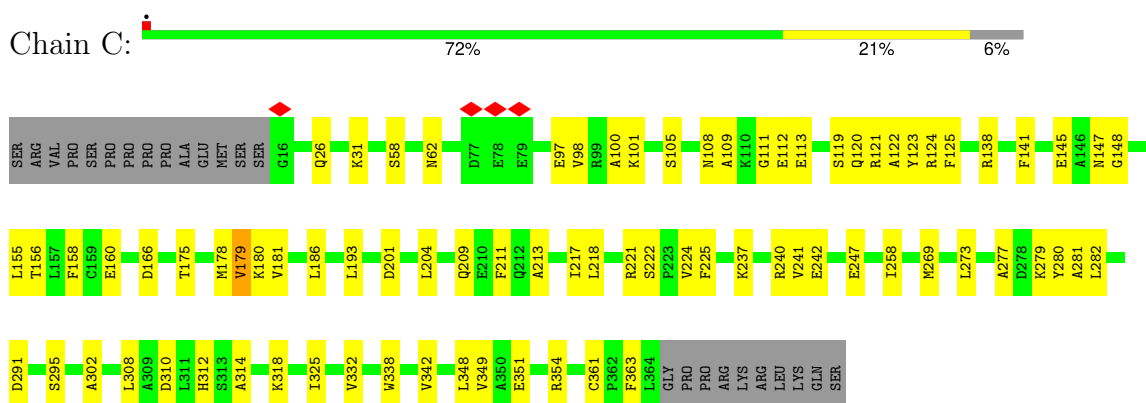 Chain C:
72% 21% 6%
SER ARG VAL PRO SER PRO PRO PRO PRO ALA GLU MET SER SER G16 Q26 K31 S58 N62 D77 E78 E79 E97 V98 R99 A100 K101 S105 N108 A109 K110 G111 E112 E113 S119 Q120 R121 A122 Y123 R124 F125 R138 F141 E145 A146 N147 G148
L155 T156 L157 F158 C159 E160 D166 T175 M178 V179 K180 V181 L186 L193 D201 L204 Q209 E210 F211 Q212 A213 I217 L218 R221 S222 P223 V224 F225 K237 R240 V241 E242 E247 I258 M269 L273 A277 D278 K279 Y280 A281 L282
D291 S295 A302 L308 A309 D310 L311 H312 S313 A314 K318 I325 V332 W338 V342 L348 V349 A350 E351 R354 C361 P362 F363 L364 GLY PRO PRO ARG LYS ARG LEU LYS GLN SER